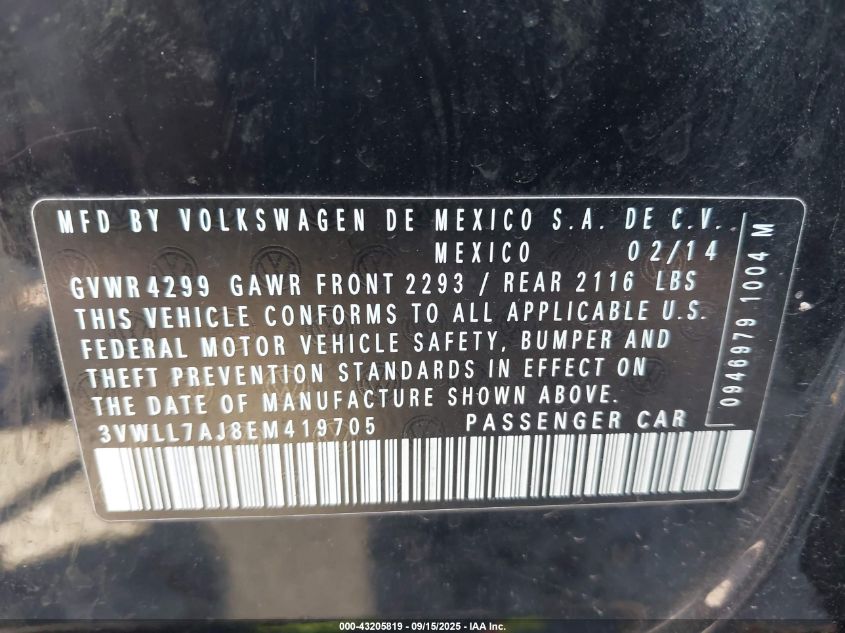 MFD BY VOLKSWAGEN DE MEXICO S.A. DE C.V.
MEXICO 02/14
GVWR 4299 GAWR FRONT 2293 / REAR 2116 LBS
THIS VEHICLE CONFORMS TO ALL APPLICABLE U.S.
FEDERAL MOTOR VEHICLE SAFETY, BUMPER AND
THEFT PREVENTION STANDARDS IN EFFECT ON
THE DATE OF MANUFACTURE SHOWN ABOVE.
3VWLL7AJ8EM419705 PASSENGER CAR
0946979 1004 M
000-43205819 - 09/15/2025 - IAA Inc.